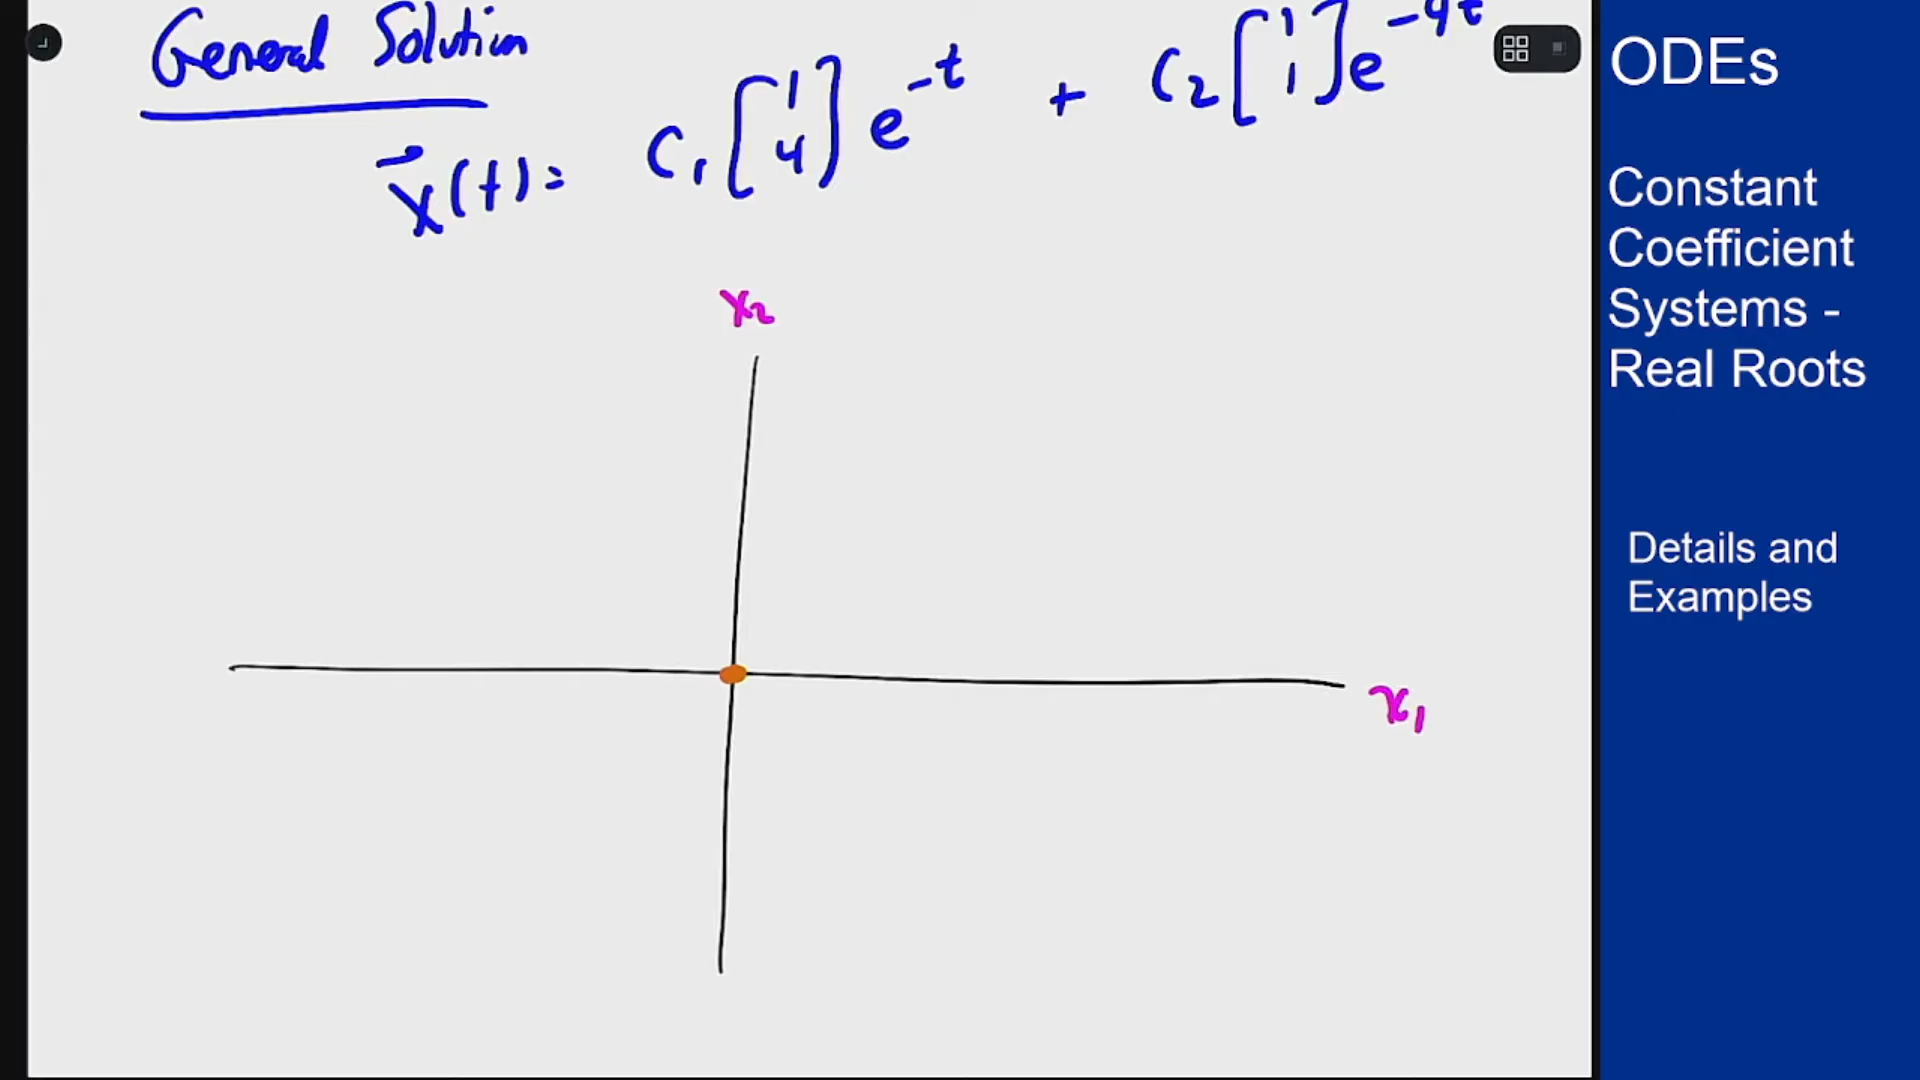 General Solution
x⃗(t) = c₁ [1 4] e^-t + c₂ [1 1] e^-4t
x₂
x₁
ODEs
Constant
Coefficient
Systems -
Real Roots
Details and
Examples